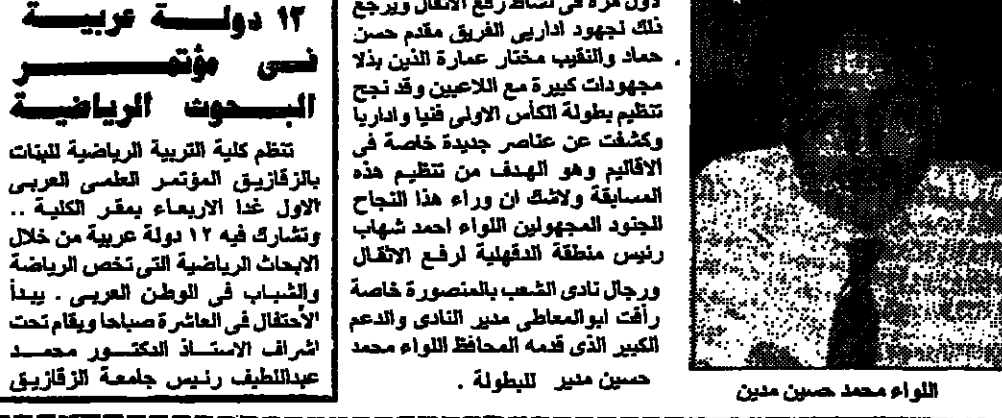 لأول مرة فى نشاط رفع الأثقال ويرجع
ذلك لجهود اداريى الفريق مقدم حسن
حماد والنقيب مختار عمارة الذين بذلا
مجهودات كبيرة مع اللاعبين وقد نجح
تنظيم بطولة الكأس الاولى فنيا واداريا
وكشفت عن عناصر جديدة خاصة فى
الاقاليم وهو الهدف من تنظيم هذه
المسابقة ولاشك ان وراء هذا النجاح
للجنود المجهولين اللواء احمد شهاب
رئيس منطقة الدقهلية لرفع الاثقال
ورجال نادى الشعب بالمنصورة خاصة
رأفت ابوالمعاطى مدير النادى والدعم
الكبير الذى قدمه المحافظ اللواء محمد
حسين مدير للبطولة .
اللواء محمد حسين مدين
١٢ دولة عربية
فى مؤتمر
البحوث الرياضية
تنظم كلية التربية الرياضية للبنات
بالزقازيق المؤتمر العلمى العربى
الاول غدا الاربعاء بمقر الكلية ..
وتشارك فيه ١٢ دولة عربية من خلال
الابحاث الرياضية التى تخص الرياضة
والشباب فى الوطن العربى . يبدأ
الأحتفال فى العاشرة صباحا ويقام تحت
اشراف الاستاذ الدكتور محمد
عبداللطيف رئيس جامعة الزقازيق